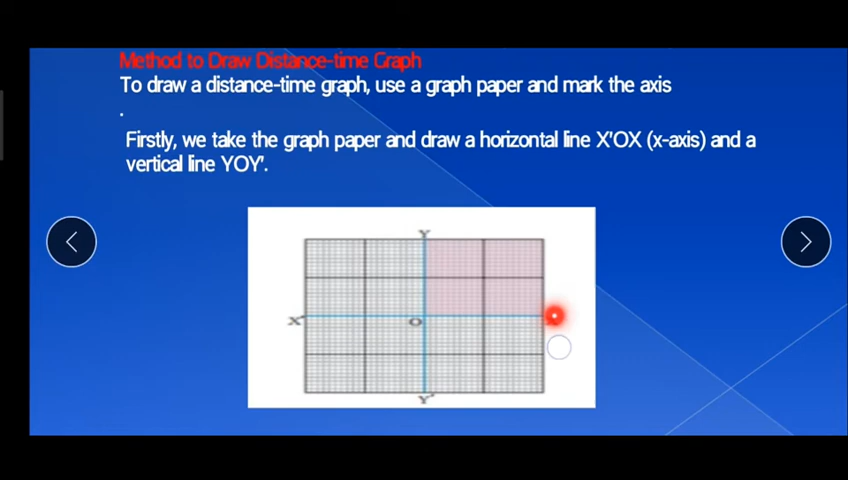 Method to Draw Distance-time Graph
To draw a distance-time graph, use a graph paper and mark the axis
.
Firstly, we take the graph paper and draw a horizontal line X'OX (x-axis) and a
vertical line YOY'.
Y
X'
O
Y'